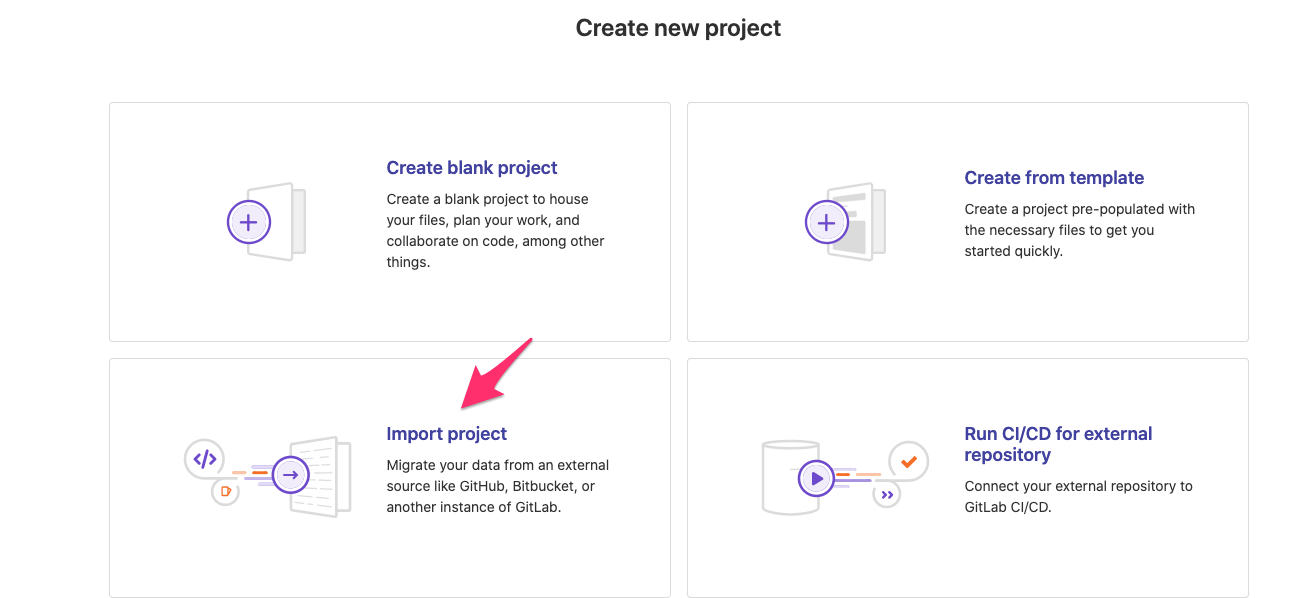 Create new project
Create blank project
Create a blank project to house
your files, plan your work, and
collaborate on code, among other
things.
Create from template
Create a project pre-populated with
the necessary files to get you
started quickly.
Import project
Migrate your data from an external
source like GitHub, Bitbucket, or
another instance of GitLab.
Run CI/CD for external
repository
Connect your external repository to
GitLab CI/CD.